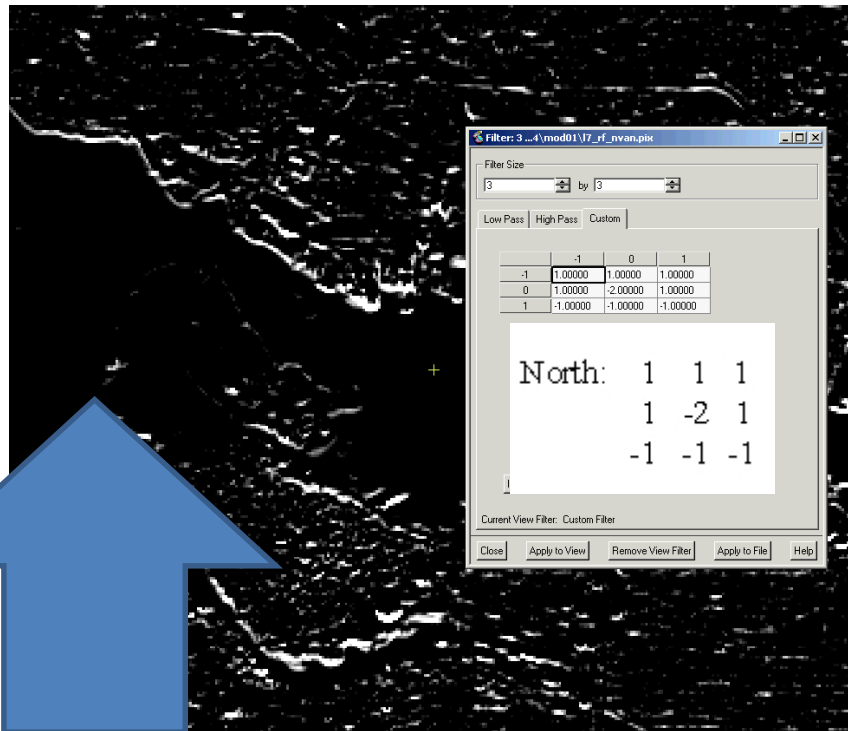 Filter: 3 ...4\mod01\l7_rf_nvan.pix
Filter Size
3 by 3
Low Pass High Pass Custom
-1 0 1
-1 1.00000 1.00000 1.00000
0 1.00000 -2.00000 1.00000
1 -1.00000 -1.00000 -1.00000
North: 1 1 1
1 -2 1
-1 -1 -1
Current View Filter: Custom Filter
Close Apply to View Remove View Filter Apply to File Help